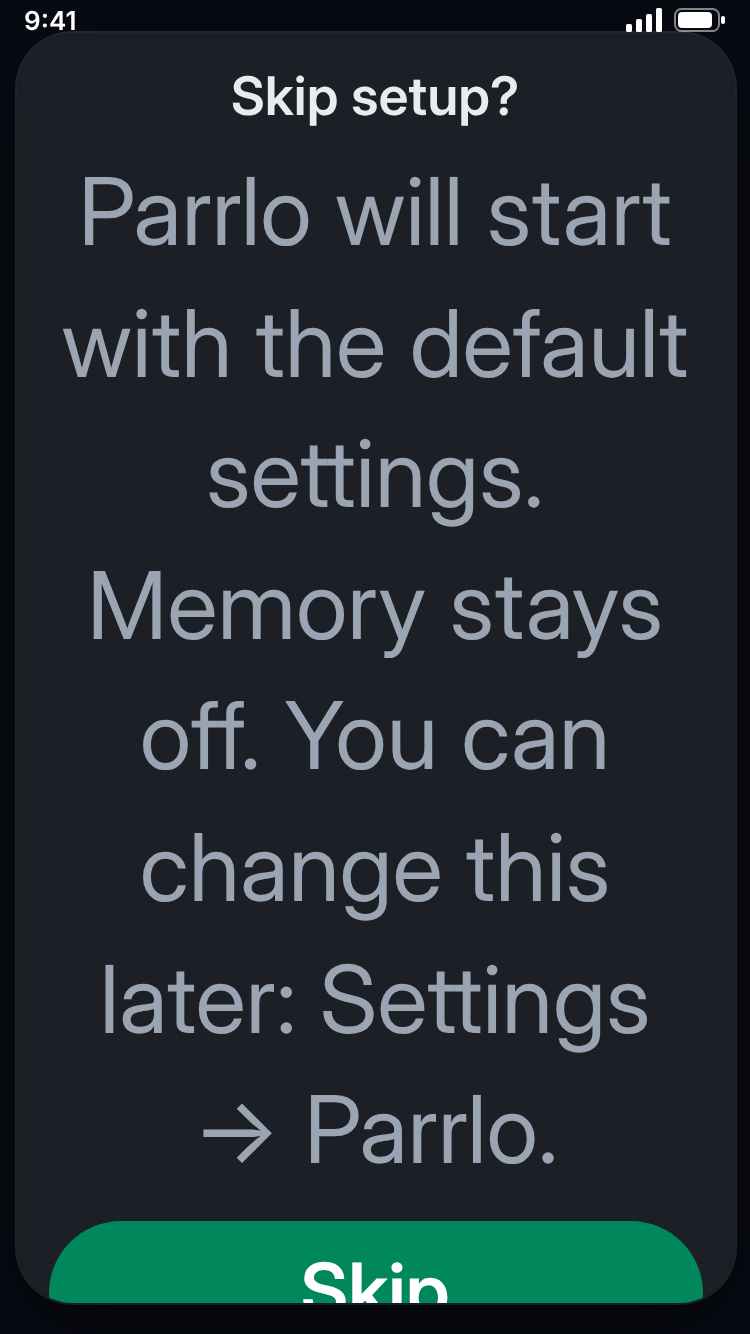 9:41
Skip setup?
Parrlo will start
with the default
settings.
Memory stays
off. You can
change this
later: Settings
→ Parrlo.
Skip